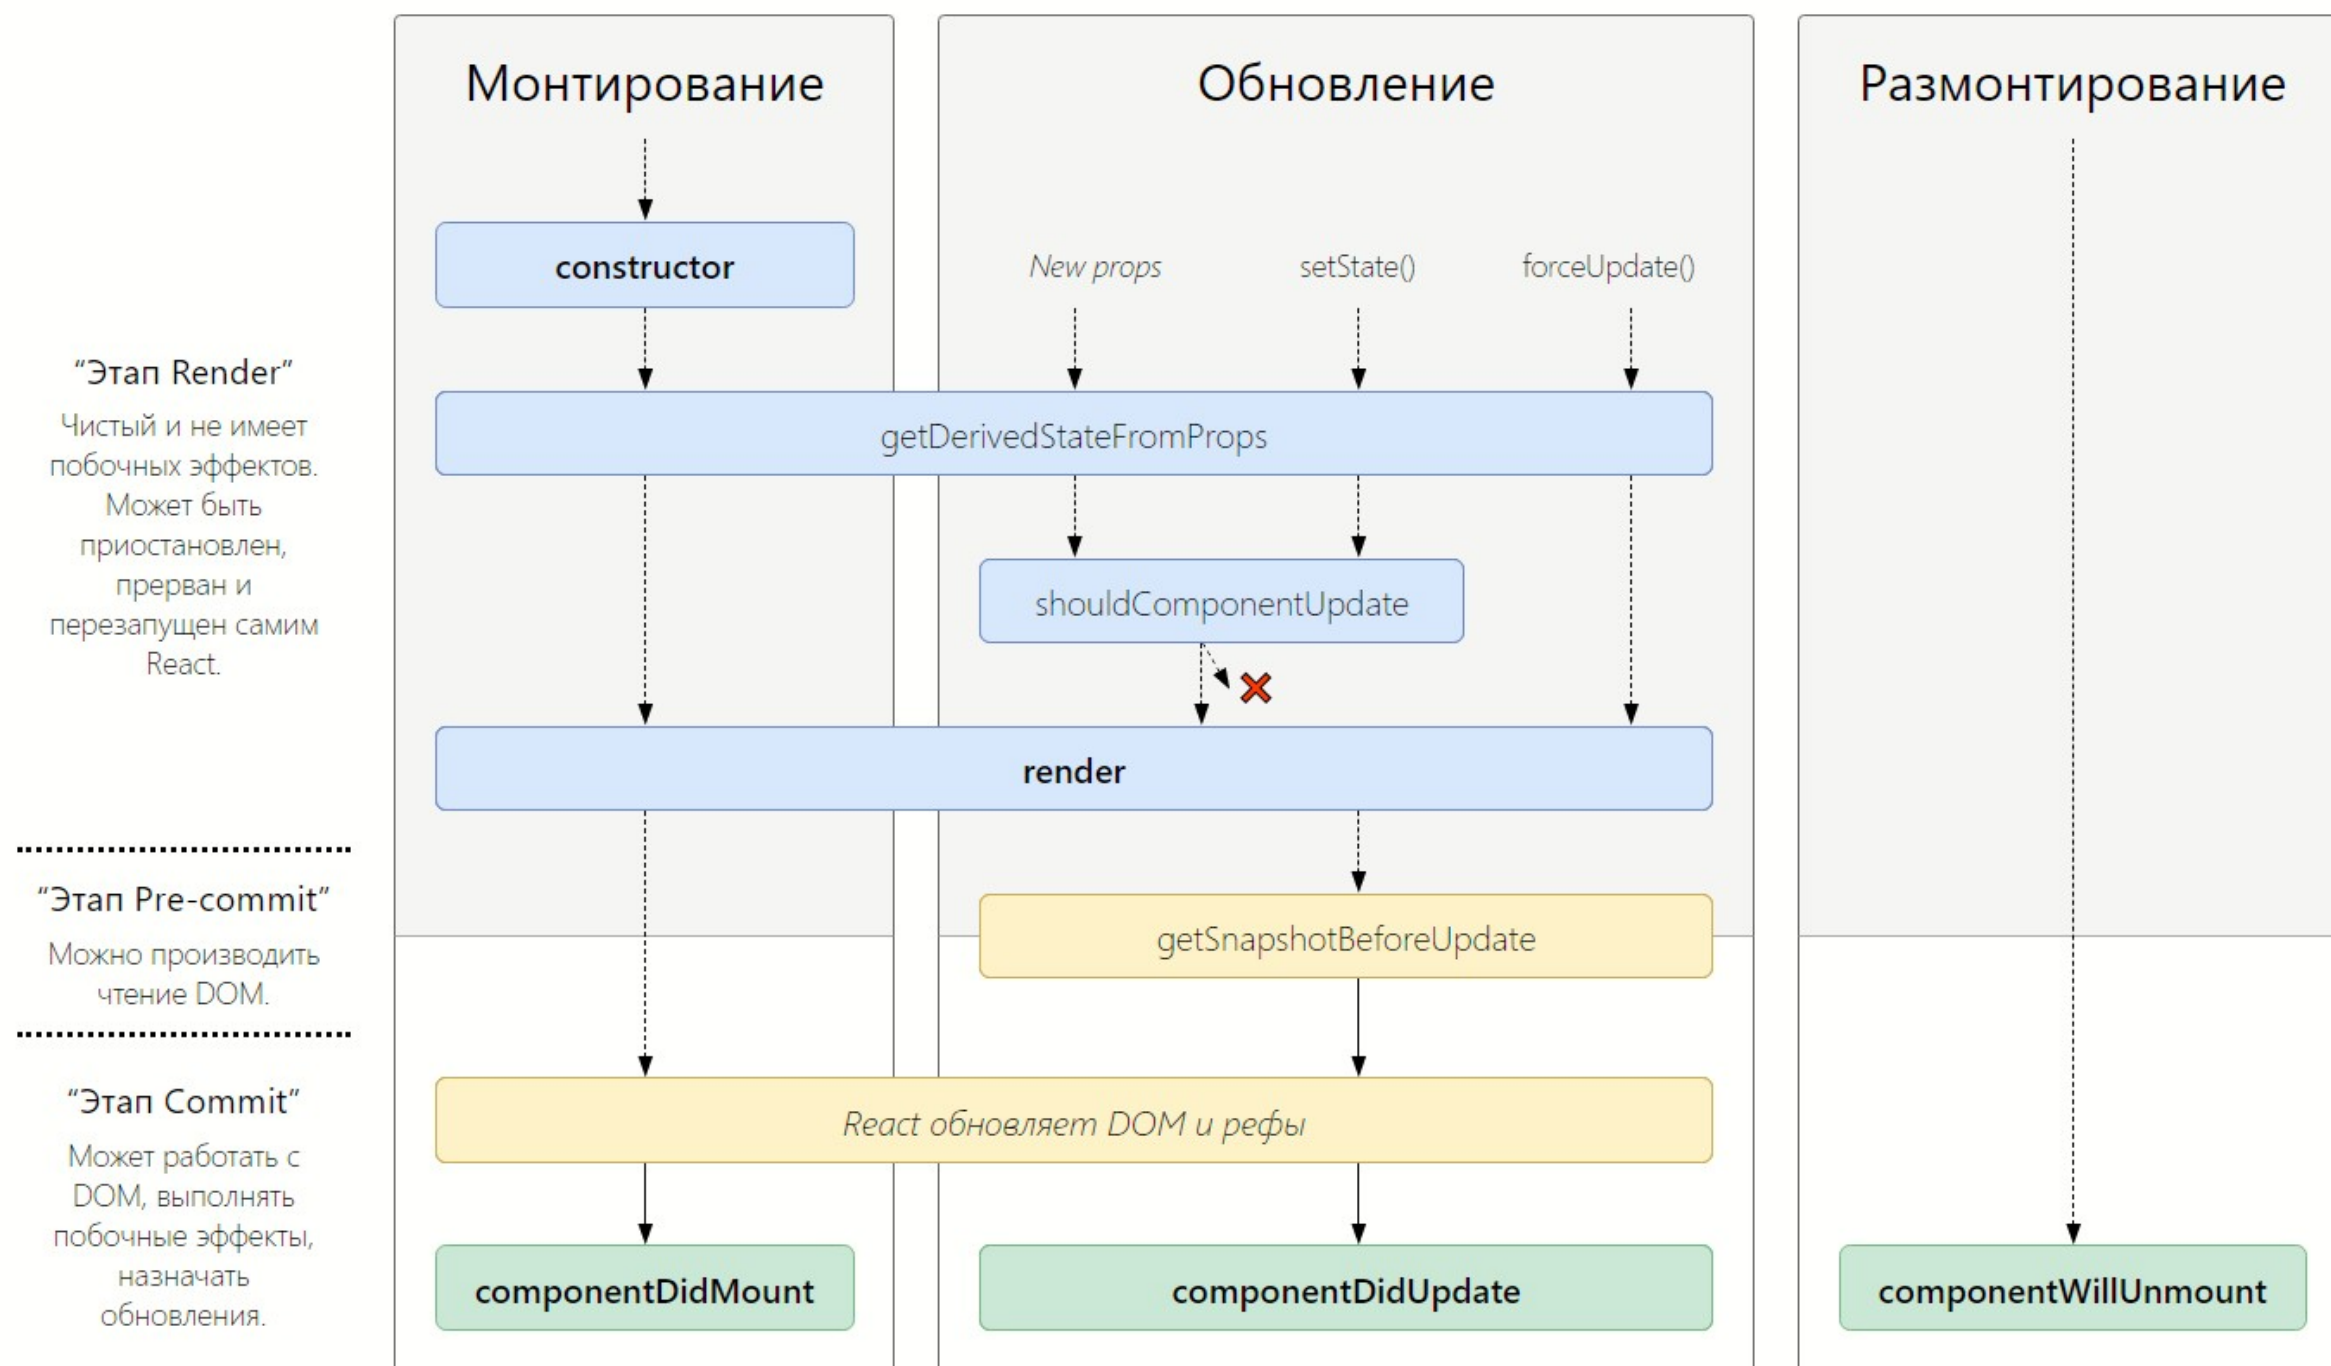 Монтирование
Обновление
Размонтирование
constructor
New props
setState()
forceUpdate()
“Этап Render”
Чистый и не имеет
побочных эффектов.
Может быть
приостановлен,
прерван и
перезапущен самим
React.
getDerivedStateFromProps
shouldComponentUpdate
render
“Этап Pre-commit”
Можно производить
чтение DOM.
getSnapshotBeforeUpdate
“Этап Commit”
Может работать с
DOM, выполнять
побочные эффекты,
назначать
обновления.
React обновляет DOM и рефы
componentDidMount
componentDidUpdate
componentWillUnmount